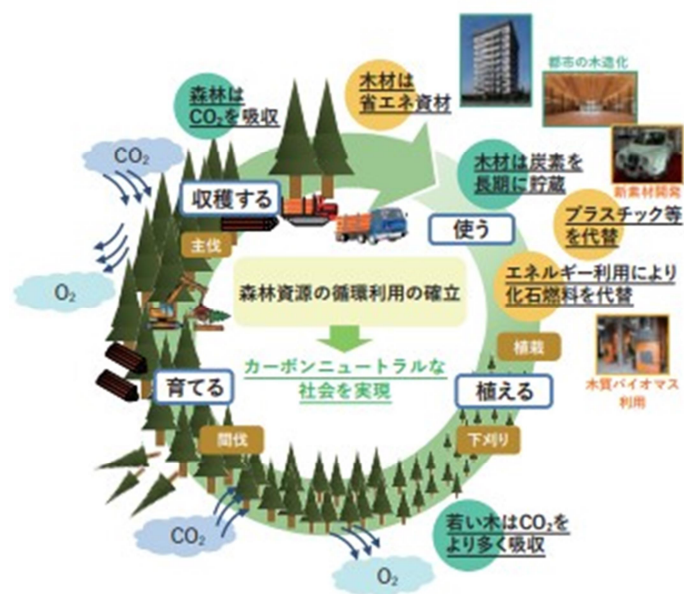 都市の木造化
木材は
省エネ資材
森林は
CO₂を吸収
CO₂
木材は炭素を
長期に貯蔵
新素材開発
収穫する
使う
プラスチック等
を代替
主伐
O₂
エネルギー利用により
化石燃料を代替
森林資源の循環利用の確立
植栽
カーボンニュートラルな
社会を実現
木質バイオマス
利用
育てる
植える
間伐
下刈り
若い木はCO₂を
より多く吸収
CO₂
O₂